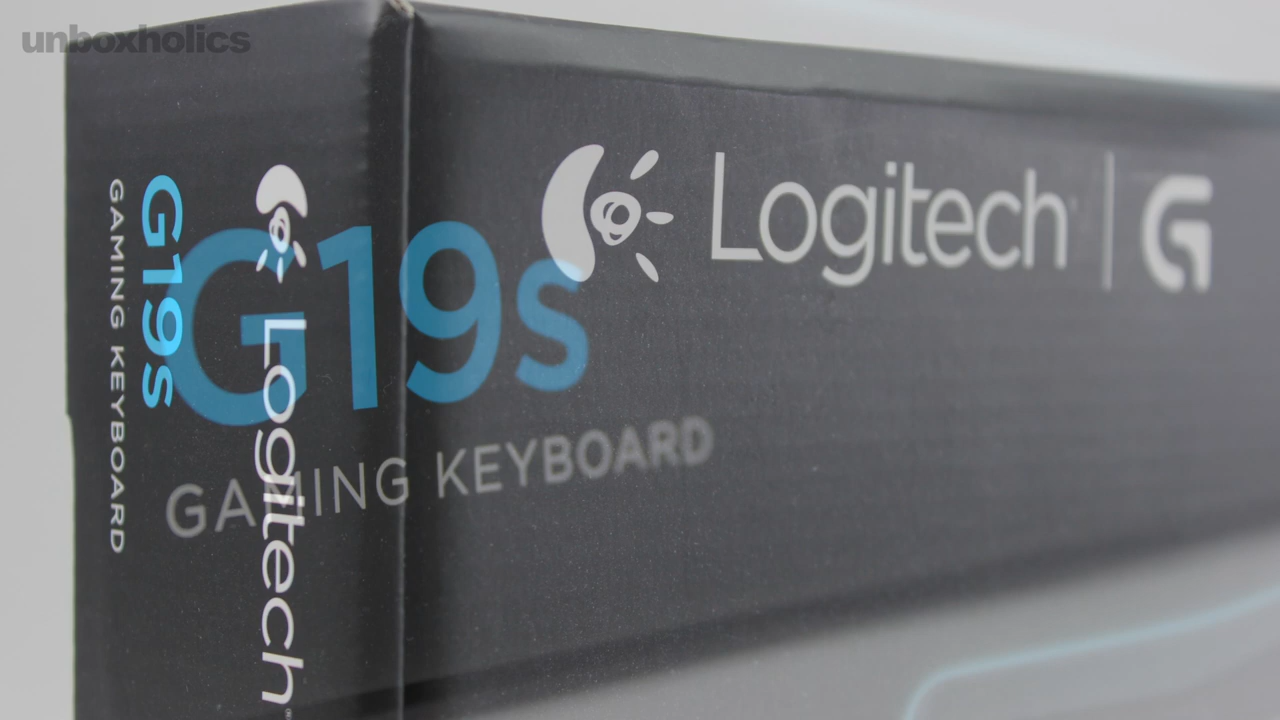 unboxholics
Logitech | G
G19s
GAMING KEYBOARD
Logitech
G19s
GAMING KEYBOARD